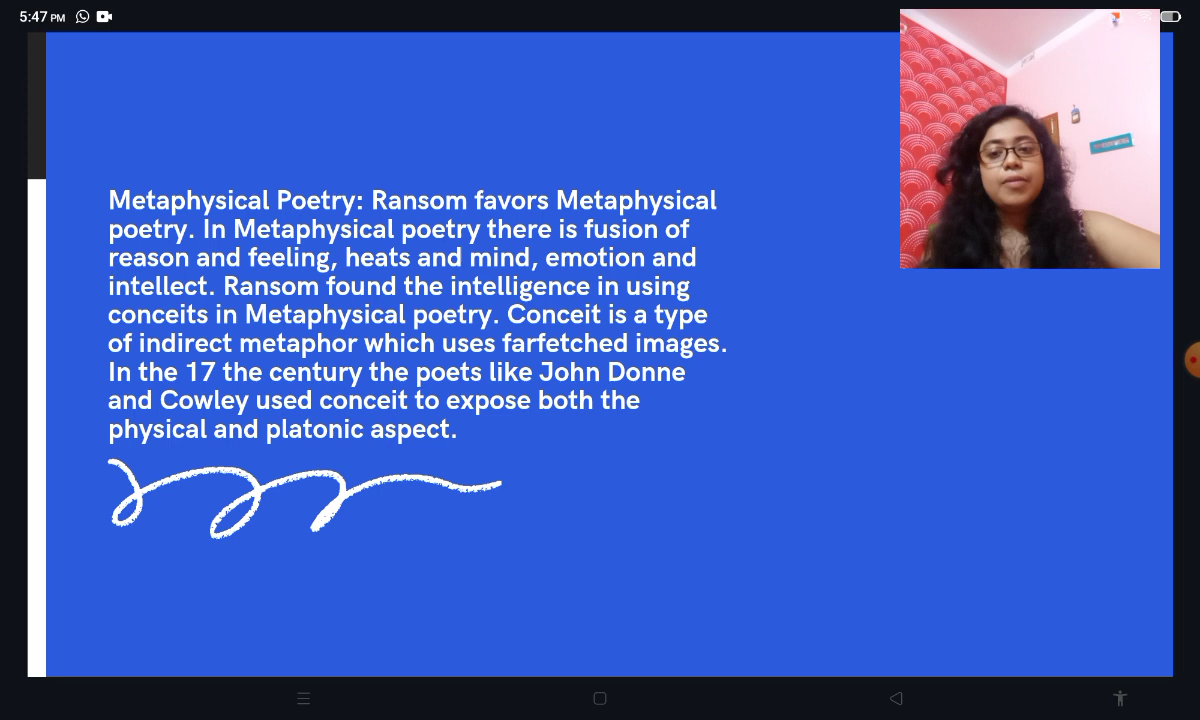 5:47 PM
Metaphysical Poetry: Ransom favors Metaphysical
poetry. In Metaphysical poetry there is fusion of
reason and feeling, heats and mind, emotion and
intellect. Ransom found the intelligence in using
conceits in Metaphysical poetry. Conceit is a type
of indirect metaphor which uses farfetched images.
In the 17 the century the poets like John Donne
and Cowley used conceit to expose both the
physical and platonic aspect.